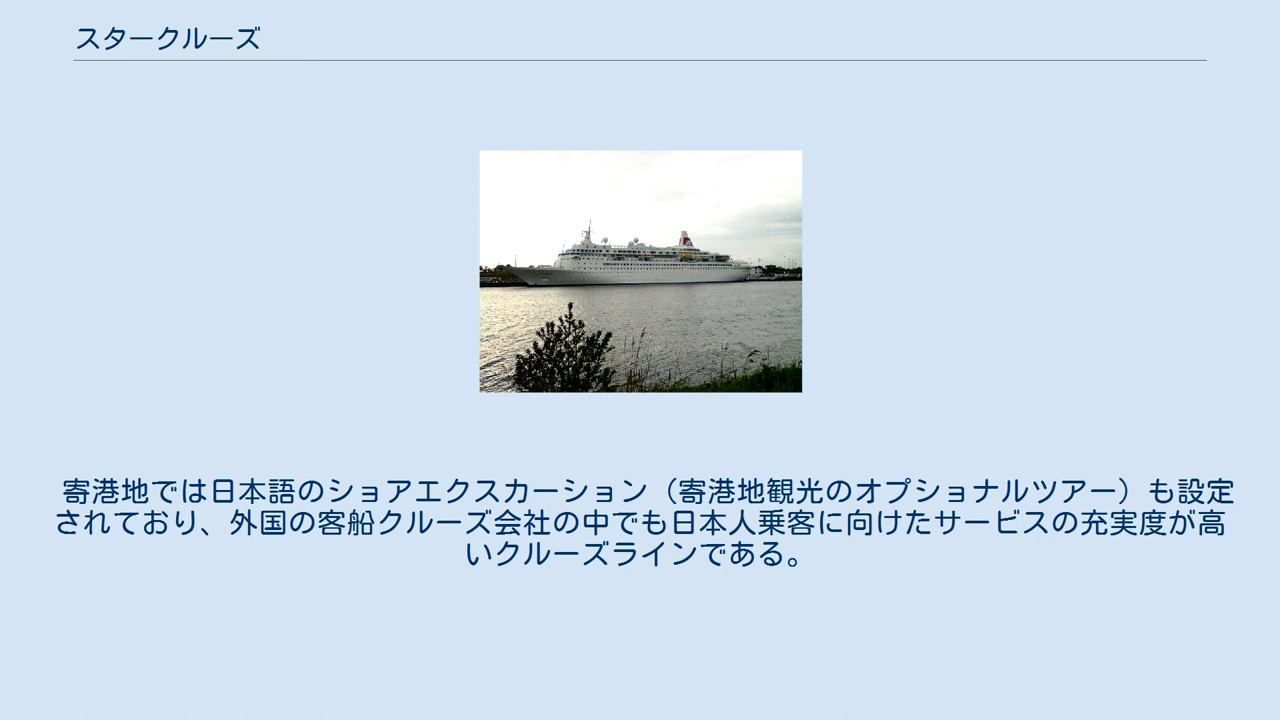 スタークルーズ
寄港地では日本語のショアエクスカーション（寄港地観光のオプショナルツアー）も設定
されており、外国の客船クルーズ会社の中でも日本人乗客に向けたサービスの充実度が高
いクルーズラインである。